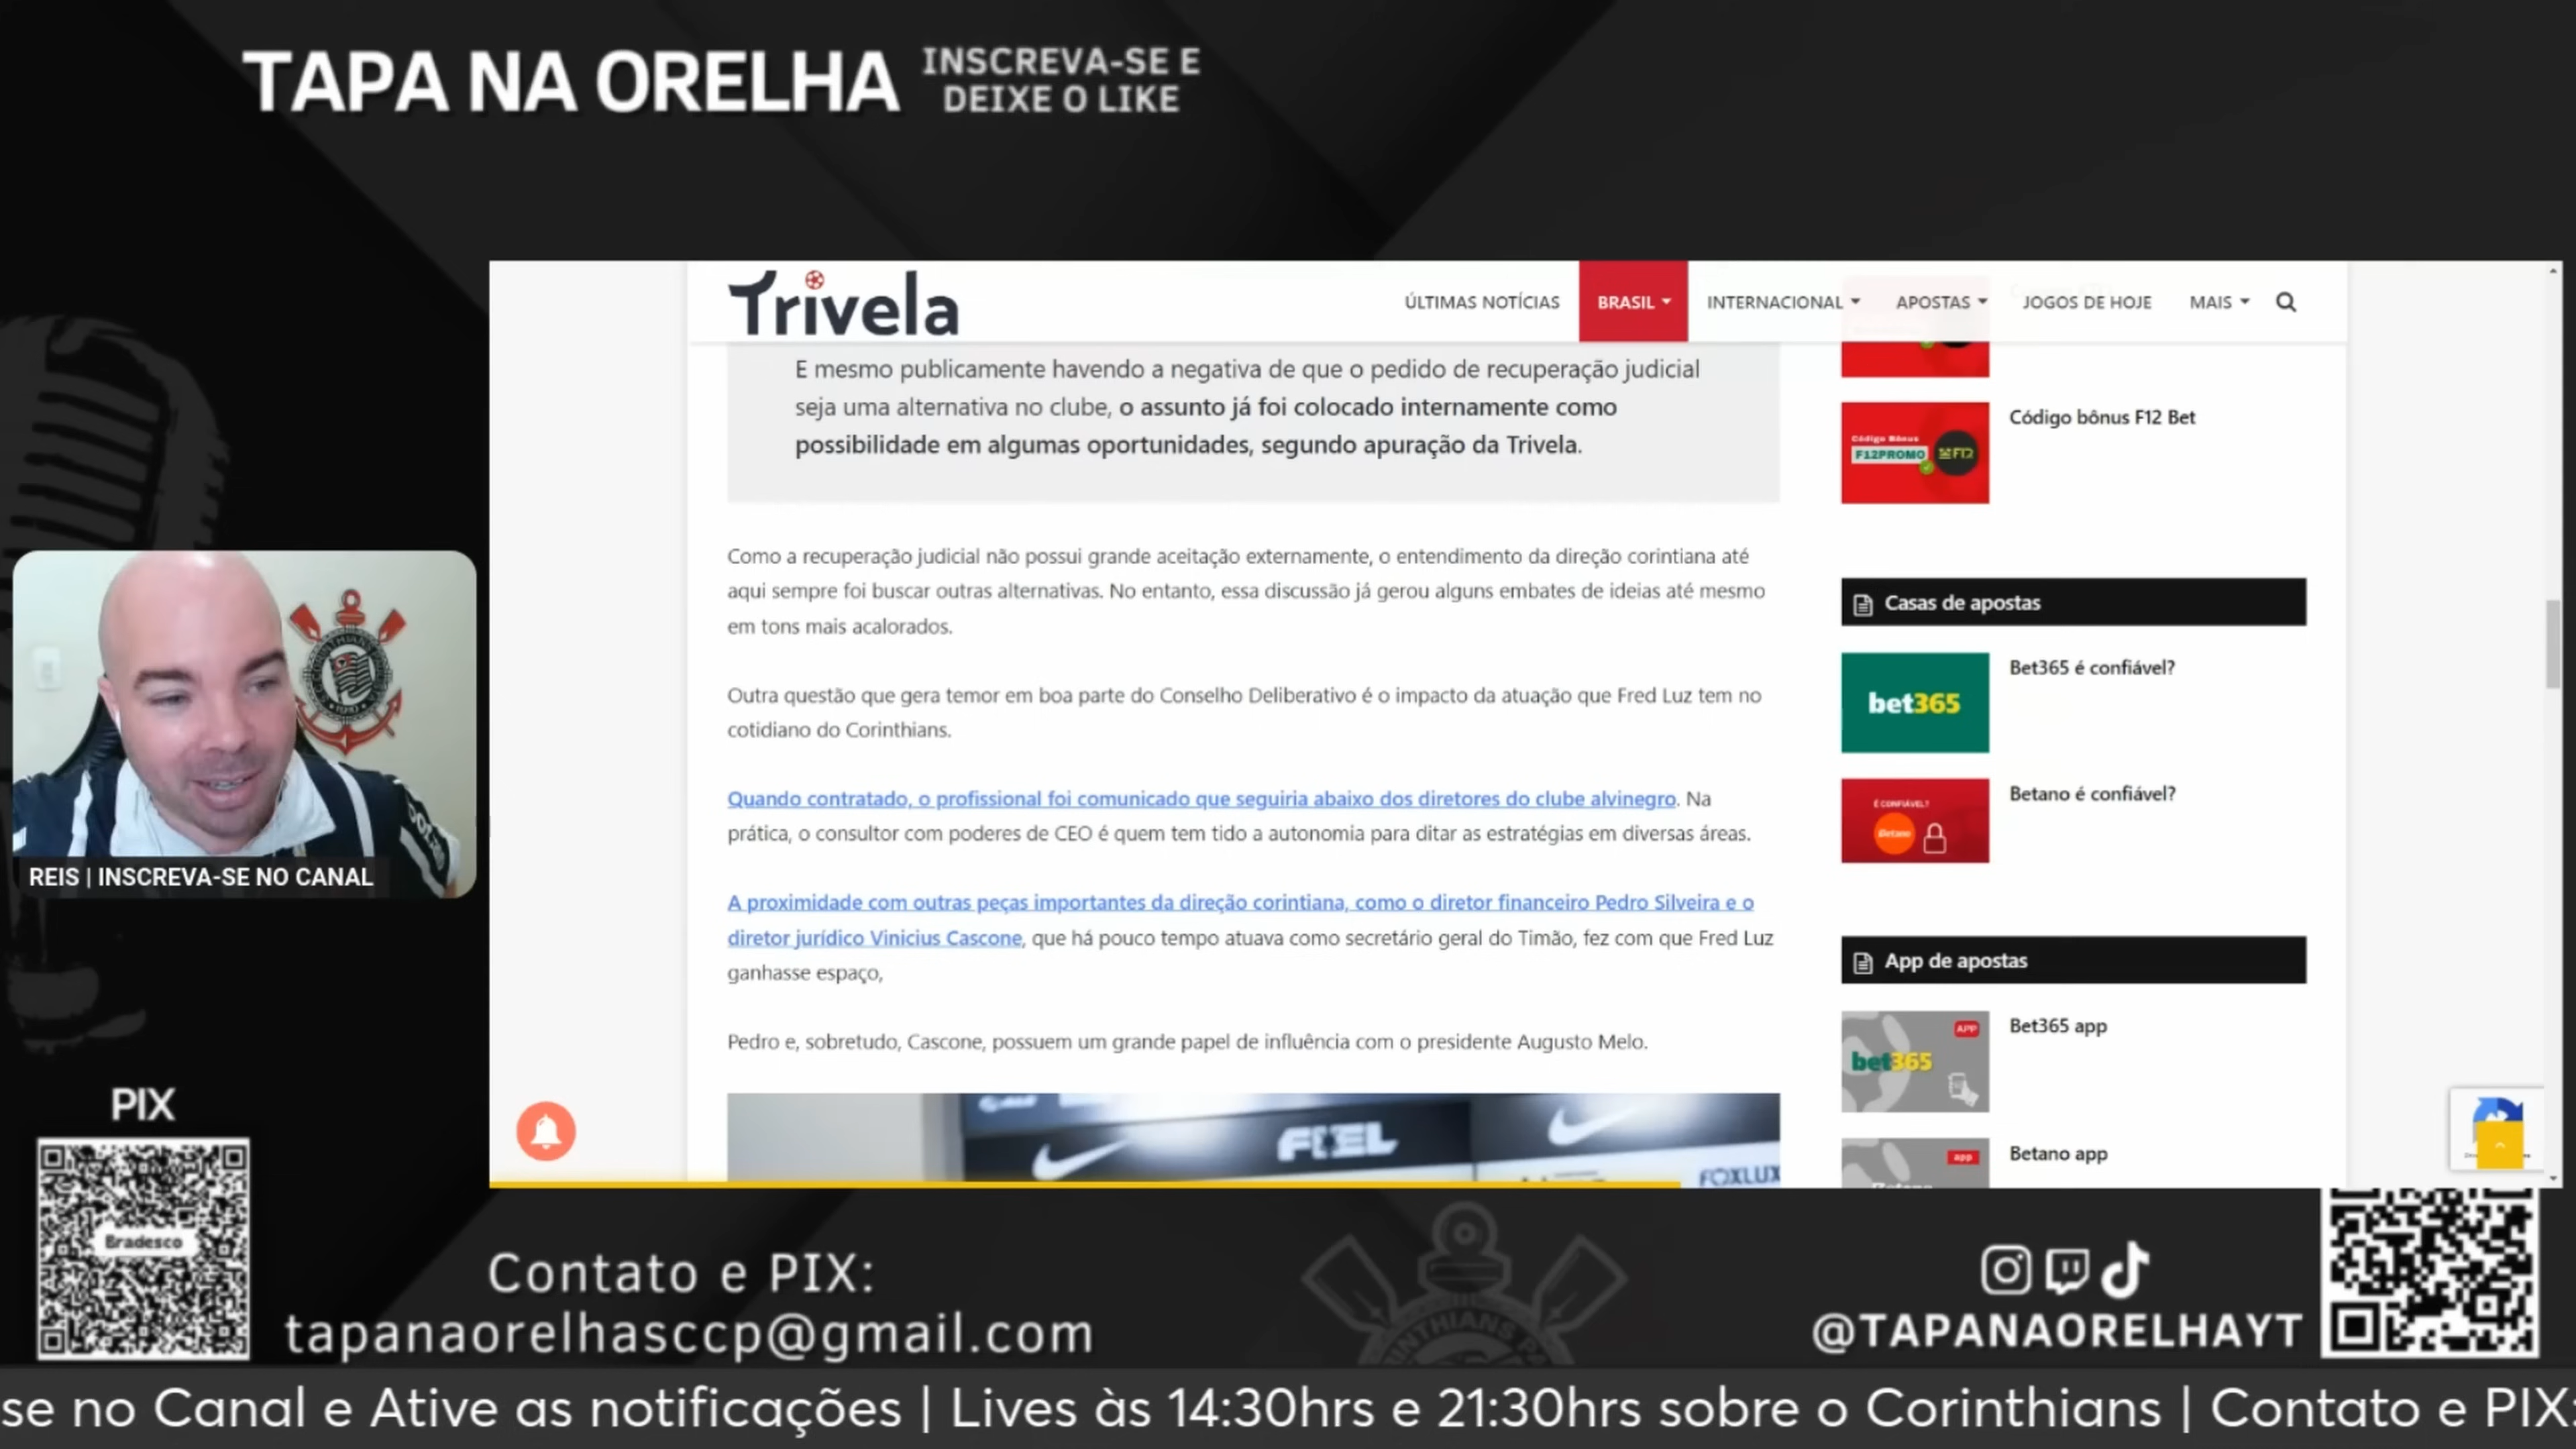 TAPA NA ORELHA
INSCREVA-SE E
DEIXE O LIKE
Trivela
ÚLTIMAS NOTÍCIAS
BRASIL
INTERNACIONAL
APOSTAS
JOGOS DE HOJE
MAIS
E mesmo publicamente havendo a negativa de que o pedido de recuperação judicial
seja uma alternativa no clube, o assunto já foi colocado internamente como
possibilidade em algumas oportunidades, segundo apuração da Trivela.
Como a recuperação judicial não possui grande aceitação externamente, o entendimento da direção corintiana até
aqui sempre foi buscar outras alternativas. No entanto, essa discussão já gerou alguns embates de ideias até mesmo
em tons mais acalorados.
Outra questão que gera temor em boa parte do Conselho Deliberativo é o impacto da atuação que Fred Luz tem no
cotidiano do Corinthians.
Quando contratado, o profissional foi comunicado que seguiria abaixo dos diretores do clube alvinegro. Na
prática, o consultor com poderes de CEO é quem tem tido a autonomia para ditar as estratégias em diversas áreas.
A proximidade com outras peças importantes da direção corintiana, como o diretor financeiro Pedro Silveira e o
diretor jurídico Vinicius Cascone, que há pouco tempo atuava como secretário geral do Timão, fez com que Fred Luz
ganhasse espaço,
Pedro e, sobretudo, Cascone, possuem um grande papel de influência com o presidente Augusto Melo.
FIEL
FOXLUX
Código Bônus
F12PROMO
F12
Código bônus F12 Bet
Casas de apostas
bet365
Bet365 é confiável?
É CONFIÁVEL?
Betano
Betano é confiável?
App de apostas
APP
bet365
Bet365 app
app
Betano app
REIS | INSCREVA-SE NO CANAL
PIX
Bradesco
Contato e PIX:
tapanaorelhasccp@gmail.com
@TAPANAORELHAYT
se no Canal e Ative as notificações | Lives às 14:30hrs e 21:30hrs sobre o Corinthians | Contato e PIX: